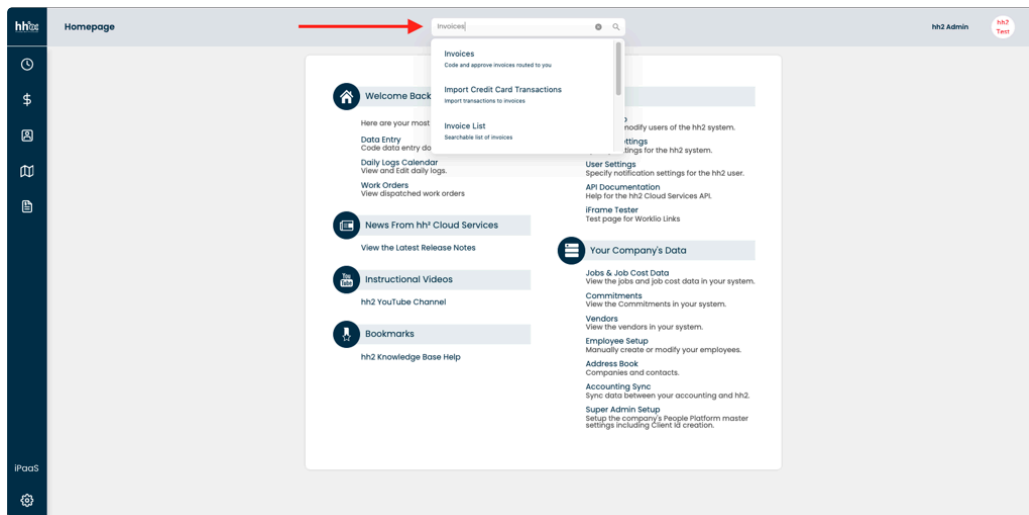 hh2
Homepage
Invoices
hh2 Admin
hh2
Test
Invoices
Code and approve invoices routed to you
Import Credit Card Transactions
Import transactions to invoices
Invoice List
Searchable list of invoices
Welcome Back
Here are your most
Data Entry
Code data entry do
Daily Logs Calendar
View and Edit daily logs.
Work Orders
View dispatched work orders
News From hh² Cloud Services
View the Latest Release Notes
You
Tube
Instructional Videos
hh2 YouTube Channel
Bookmarks
hh2 Knowledge Base Help
modify users of the hh2 system.
ttings
tings for the hh2 system.
User Settings
Specify notification settings for the hh2 user.
API Documentation
Help for the hh2 Cloud Services API.
iFrame Tester
Test page for Worklio Links
Your Company's Data
Jobs & Job Cost Data
View the jobs and job cost data in your system.
Commitments
View the Commitments in your system.
Vendors
View the vendors in your system.
Employee Setup
Manually create or modify your employees.
Address Book
Companies and contacts.
Accounting Sync
Sync data between your accounting and hh2.
Super Admin Setup
Setup the company's People Platform master
settings including Client Id creation.
iPaaS